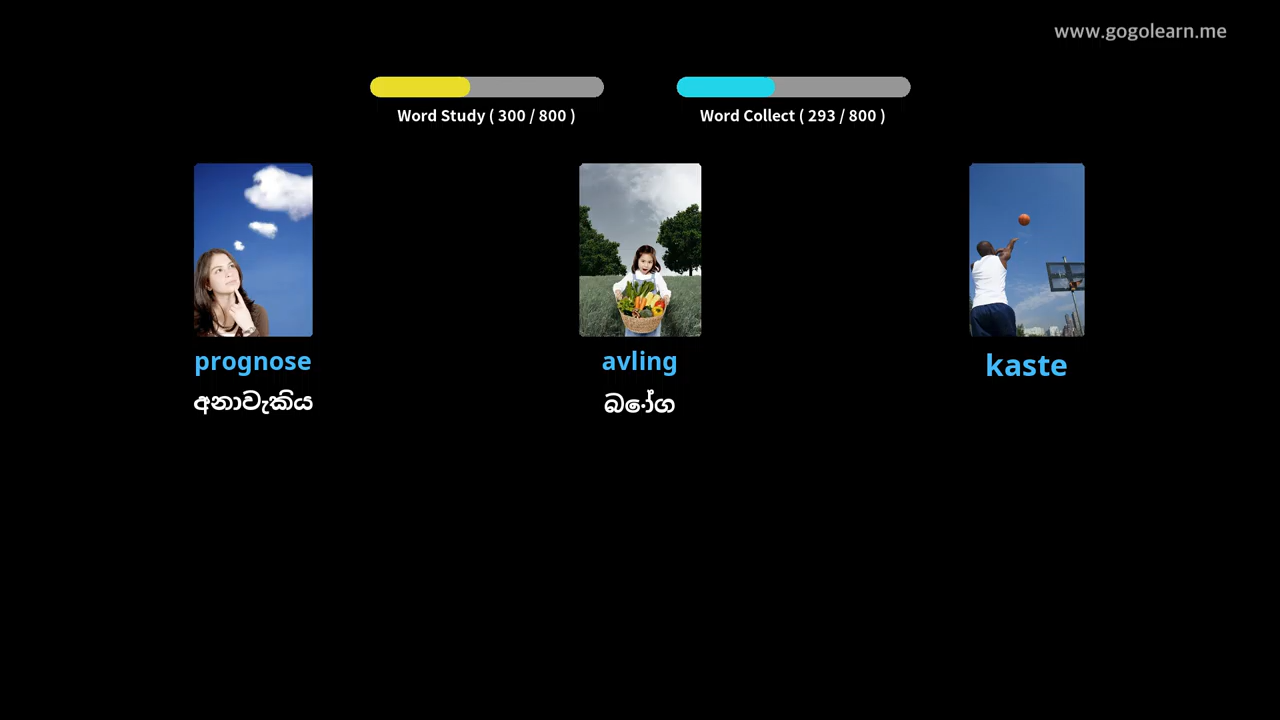 www.gogolearn.me
Word Study ( 300 / 800 )
Word Collect ( 293 / 800 )
prognose
avling
kaste
අනාවැකිය
බෝග